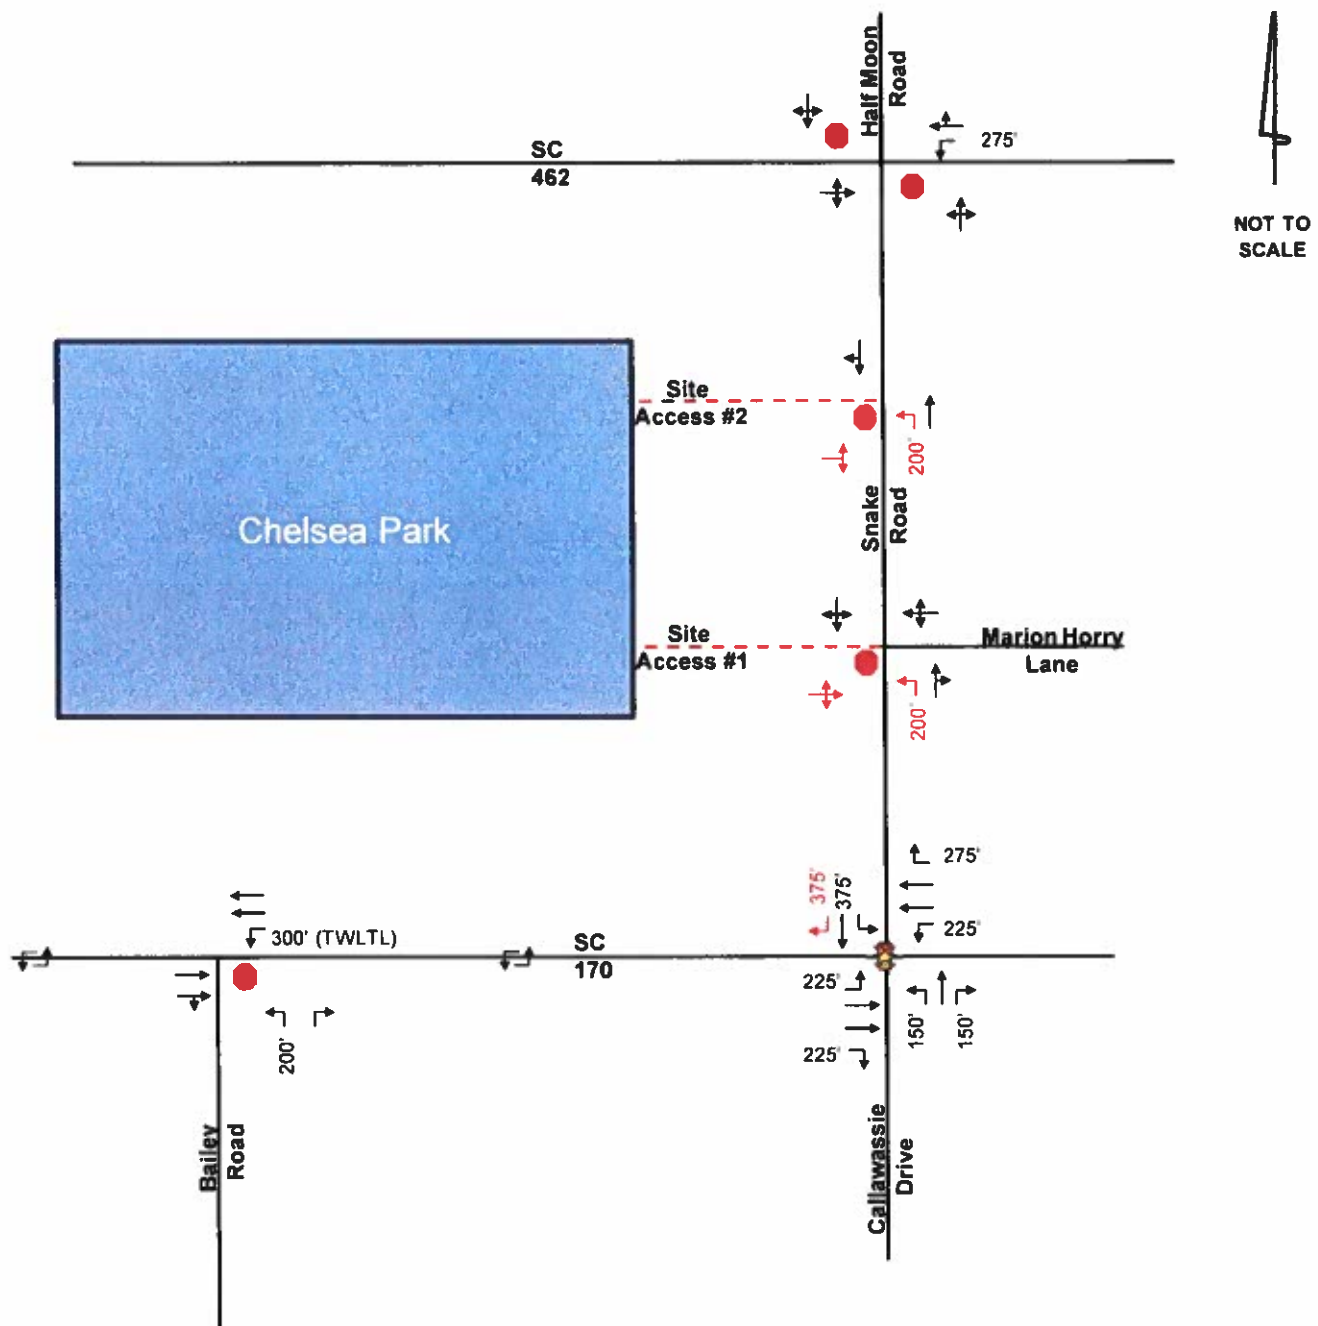 Half Moon
Road
SC
462
275'
NOT TO
SCALE
Site
Access #2
200'
Chelsea Park
Snake
Road
Site
Access #1
Marion Horry
Lane
200'
375'
375'
275'
225'
300' (TWLTL)
SC
170
225'
225'
150'
150'
200'
Bailey
Road
Callawassie
Drive